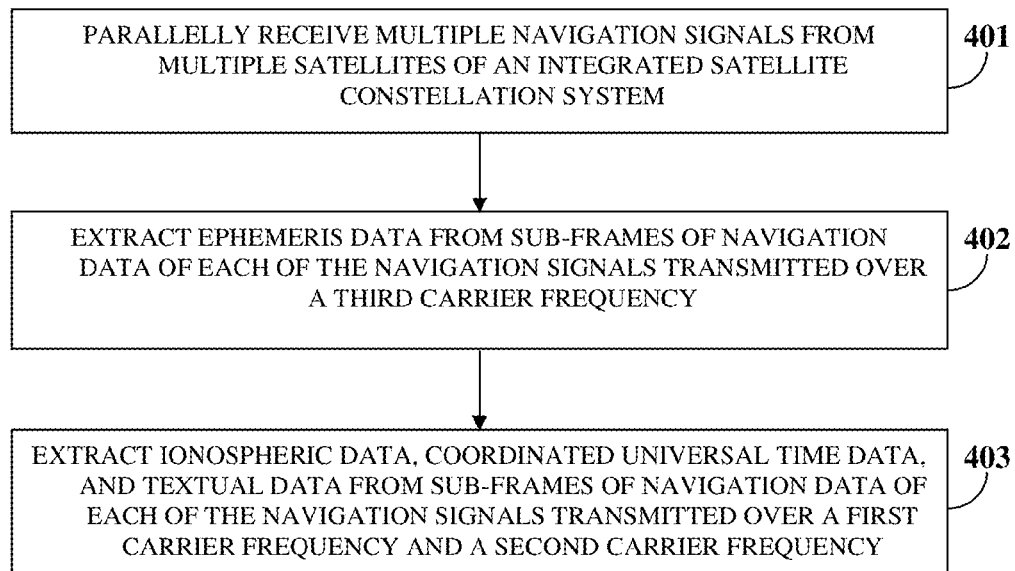 PARALLELLY RECEIVE MULTIPLE NAVIGATION SIGNALS FROM
MULTIPLE SATELLITES OF AN INTEGRATED SATELLITE
CONSTELLATION SYSTEM
401
EXTRACT EPHEMERIS DATA FROM SUB-FRAMES OF NAVIGATION
DATA OF EACH OF THE NAVIGATION SIGNALS TRANSMITTED OVER
A THIRD CARRIER FREQUENCY
402
EXTRACT IONOSPHERIC DATA, COORDINATED UNIVERSAL TIME DATA,
AND TEXTUAL DATA FROM SUB-FRAMES OF NAVIGATION DATA OF
EACH OF THE NAVIGATION SIGNALS TRANSMITTED OVER A FIRST
CARRIER FREQUENCY AND A SECOND CARRIER FREQUENCY
403